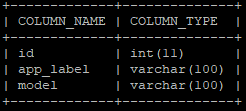 +-------------+--------------+
| COLUMN_NAME | COLUMN_TYPE  |
+-------------+--------------+
| id          | int(11)      |
| app_label   | varchar(100) |
| model       | varchar(100) |
+-------------+--------------+